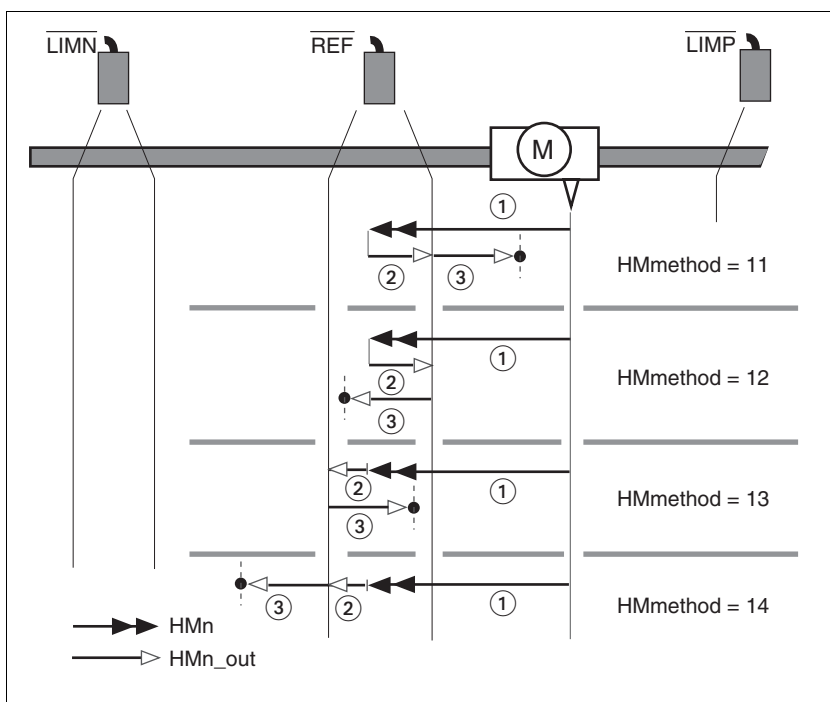 LIMN REF LIMP
M
1
2 3
HMmethod = 11
1
2
HMmethod = 12
3
2 1
HMmethod = 13
3
3 2 1
HMmethod = 14
HMn
HMn_out